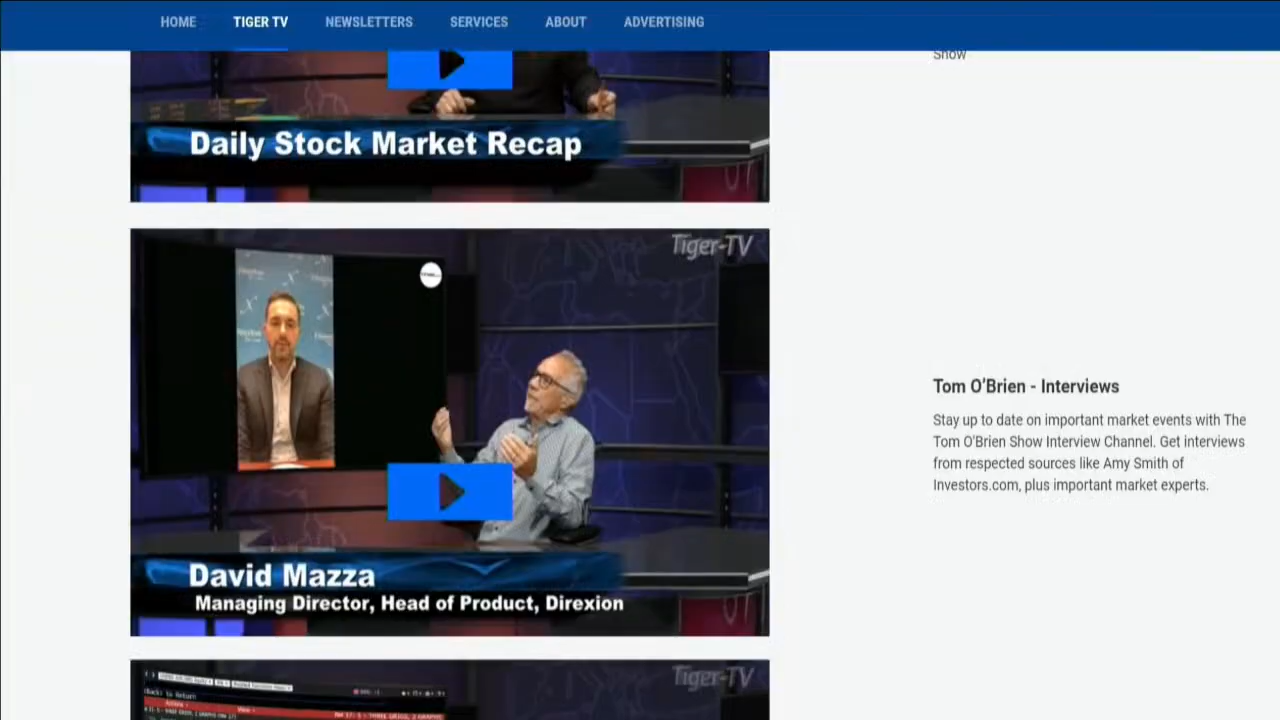 HOME TIGER TV NEWSLETTERS SERVICES ABOUT ADVERTISING
Show
Daily Stock Market Recap
Tiger-TV
Tom O'Brien - Interviews
Stay up to date on important market events with The
Tom O'Brien Show Interview Channel. Get interviews
from respected sources like Amy Smith of
Investors.com, plus important market experts.
David Mazza
Managing Director, Head of Product, Direxion
Tiger-TV